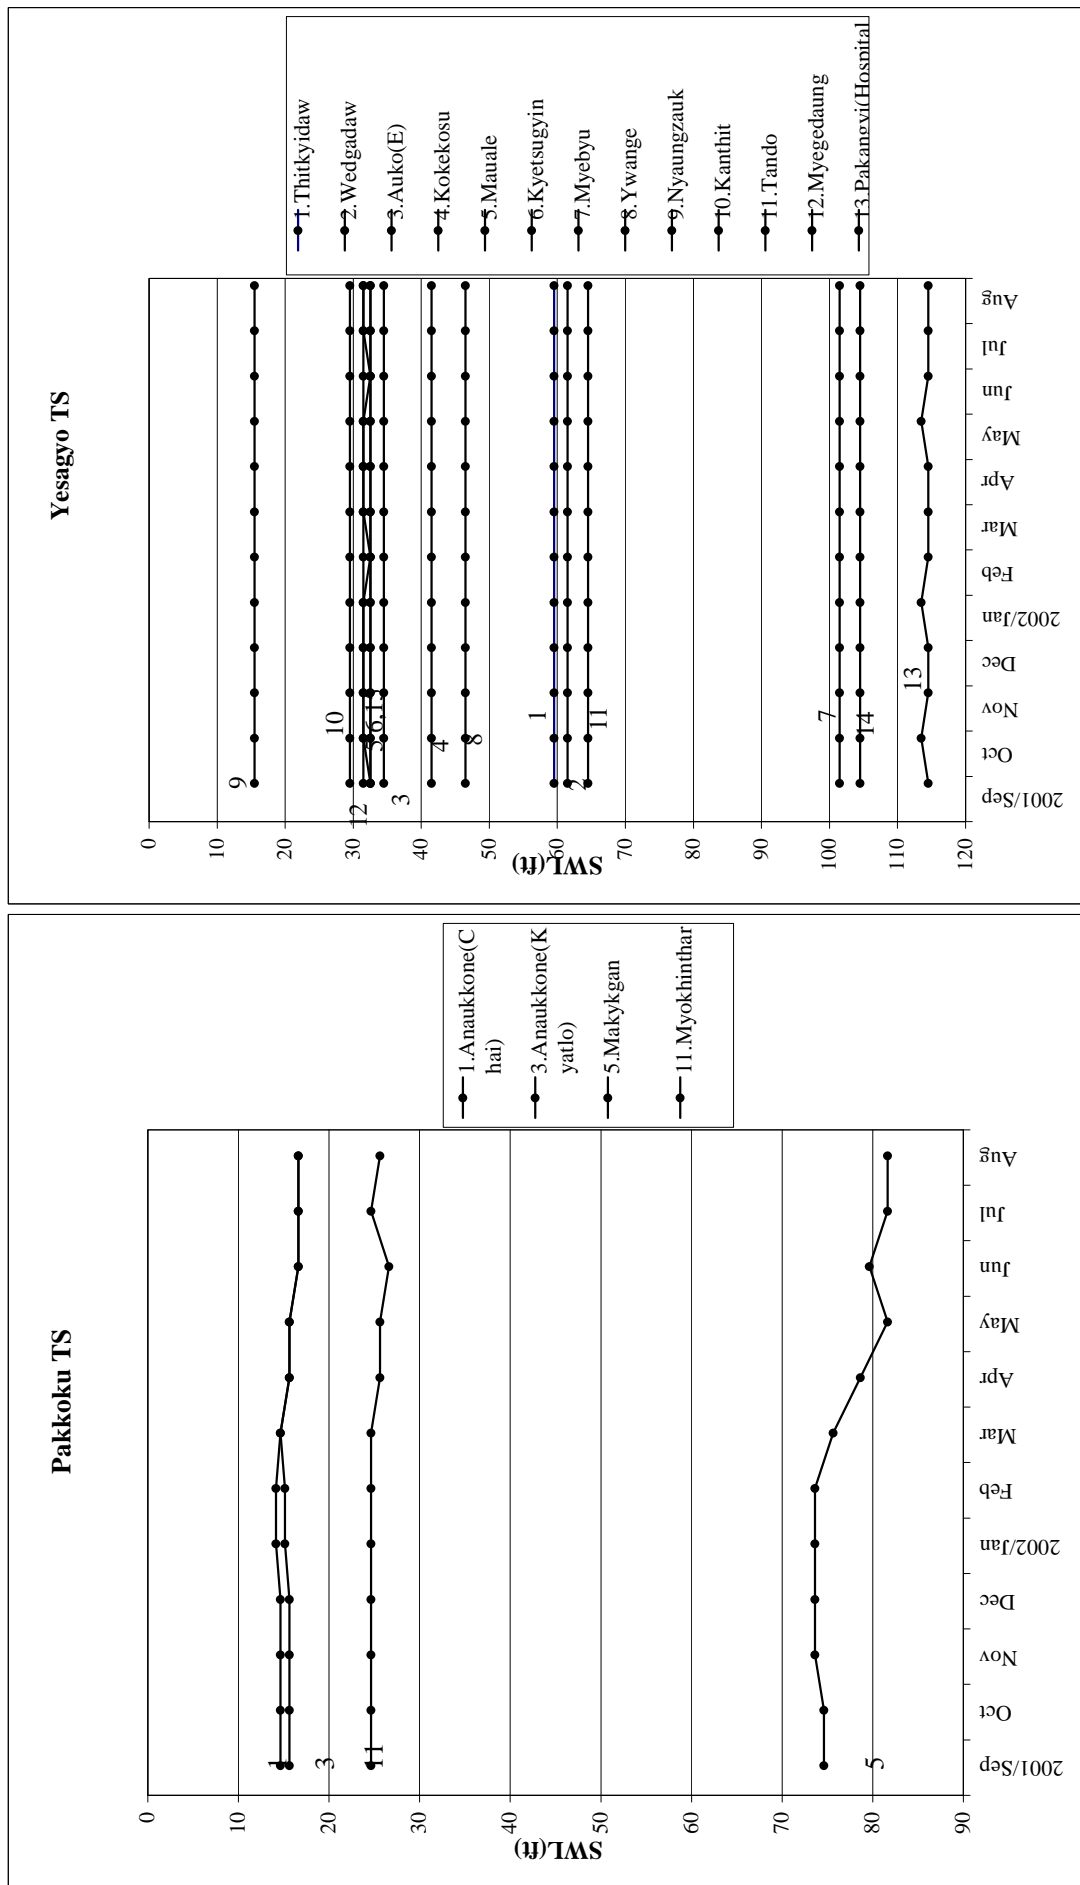 Pakkoku TS
SWL(ft)
0
10
20
30
40
50
60
70
80
90
2001/Sep
Oct
Nov
Dec
2002/Jan
Feb
Mar
Apr
May
Jun
Jul
Aug
1
3
11
5
1.Anaukkone(C
hai)
3.Anaukkone(K
yatlo)
5.Makykgan
11.Myokhinthar
Yesagyo TS
SWL(ft)
0
10
20
30
40
50
60
70
80
90
100
110
120
2001/Sep
Oct
Nov
Dec
2002/Jan
Feb
Mar
Apr
May
Jun
Jul
Aug
9
10
12
5
3
4
8
1
2
11
7
14
13
1.Thitkyidaw
2.Wedgadaw
3.Auko(E)
4.Kokekosu
5.Mauale
6.Kyetsugyin
7.Myebyu
8.Ywange
9.Nyaungzauk
10.Kanthit
11.Tando
12.Myegedaung
13.Pakangyi(Hospital